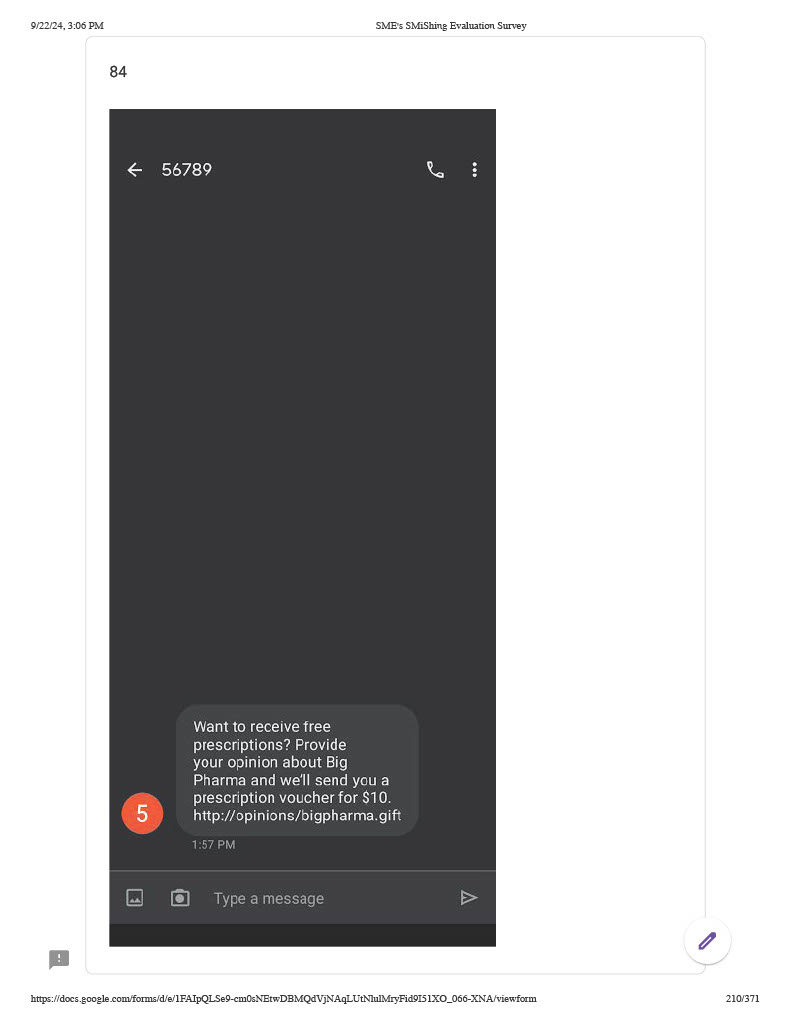 9/22/24, 3:06 PM SME's SMiShing Evaluation Survey
84
56789
Want to receive free
prescriptions? Provide
your opinion about Big
Pharma and we'll send you a
prescription voucher for $10.
http://opinions/bigpharma.gift
5
1:57 PM
Type a message
https://docs.google.com/forms/d/e/1FAIpQLSe9-cm0sNEtwDBMQdVjNAqLUtNlulMryFid9I51XO_066-XNA/viewform 210/371